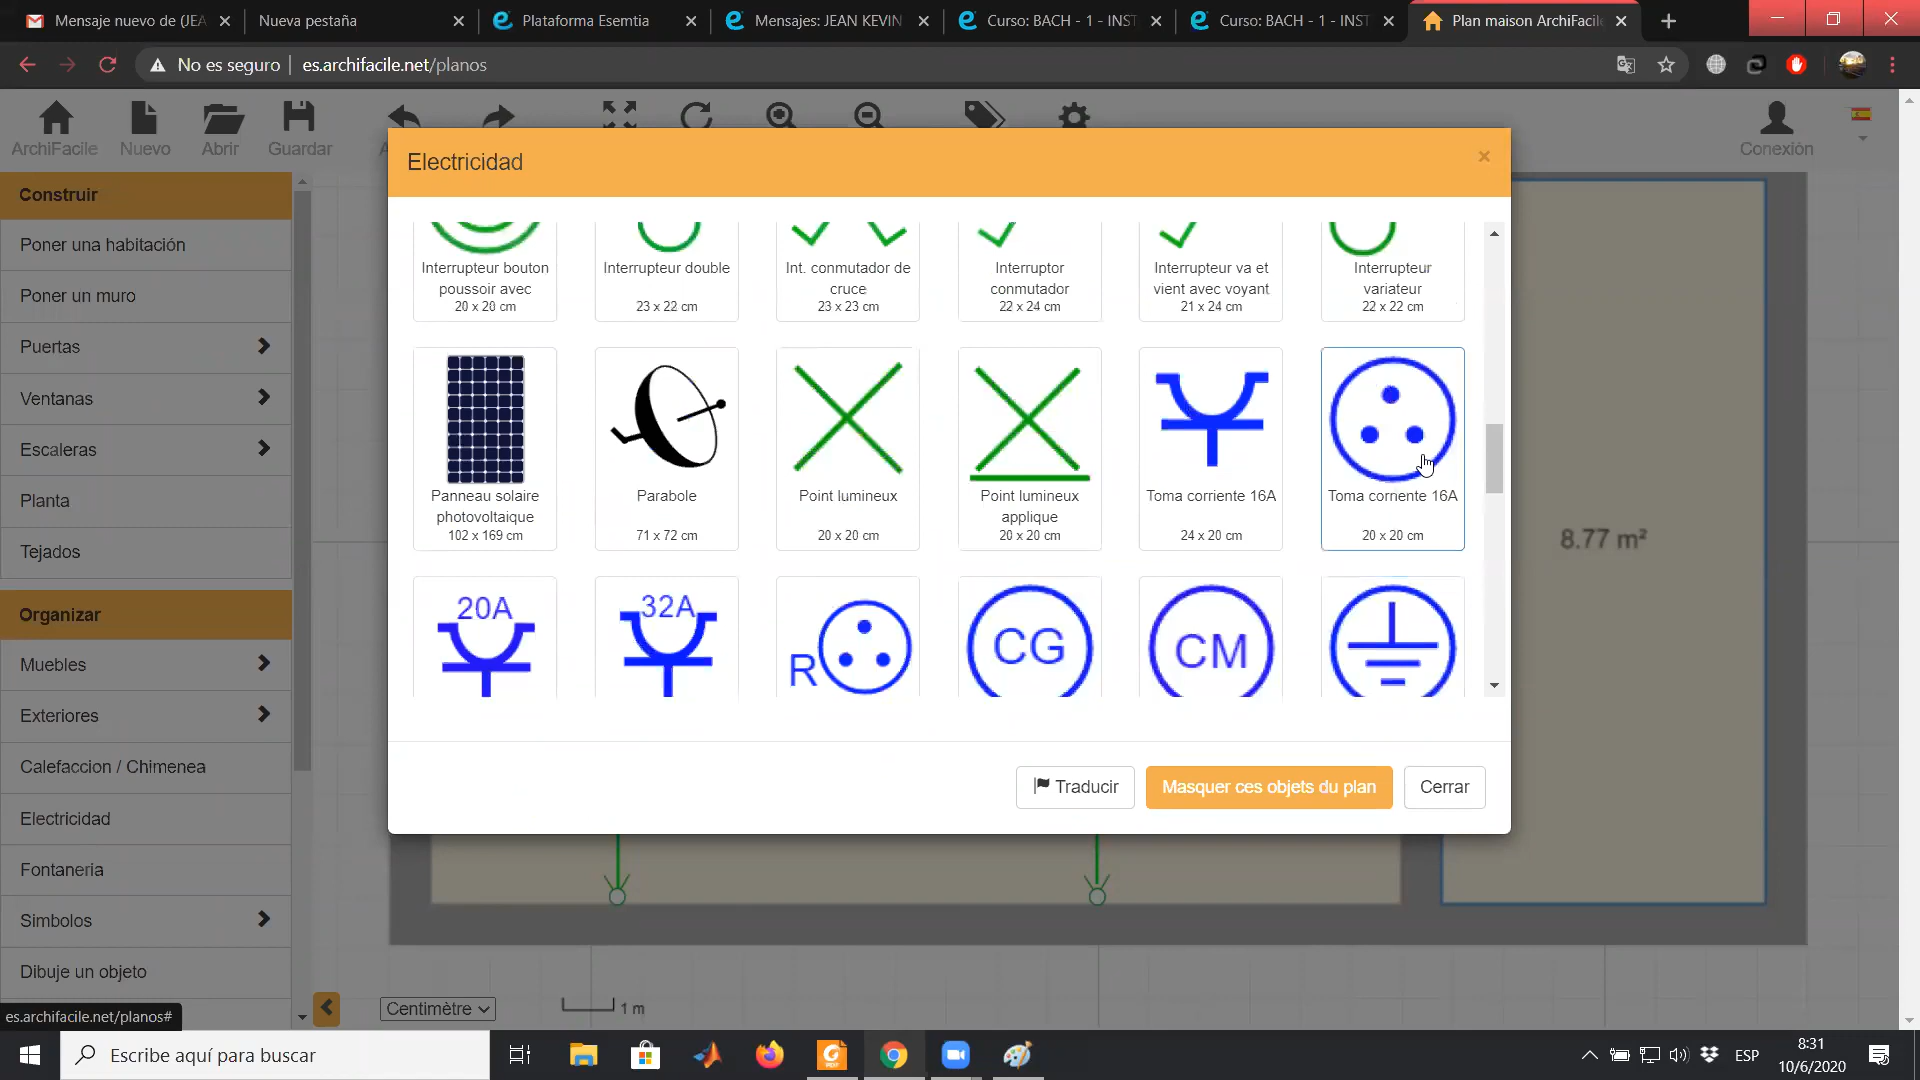 Mensaje nuevo de (JEA
Nueva pestaña
Plataforma Esemtia
Mensajes: JEAN KEVIN
Curso: BACH - 1 - INST
Curso: BACH - 1 - INST
Plan maison ArchiFacile
No es seguro
es.archifacile.net/planos
ArchiFacile
Nuevo
Abrir
Guardar
Conexión
Electricidad
Construir
Poner una habitación
Poner un muro
Puertas
Ventanas
Escaleras
Planta
Tejados
Organizar
Muebles
Exteriores
Calefaccion / Chimenea
Electricidad
Fontaneria
Simbolos
Dibuje un objeto
Interrupteur bouton
poussoir avec
20 x 20 cm
Interrupteur double
23 x 22 cm
Int. conmutador de
cruce
23 x 23 cm
Interruptor
conmutador
22 x 24 cm
Interrupteur va et
vient avec voyant
21 x 24 cm
Interrupteur
variateur
22 x 22 cm
Panneau solaire
photovoltaique
102 x 169 cm
Parabole
71 x 72 cm
Point lumineux
20 x 20 cm
Point lumineux
applique
20 x 20 cm
Toma corriente 16A
24 x 20 cm
Toma corriente 16A
20 x 20 cm
20A
32A
R
CG
CM
8.77 m²
Traducir
Masquer ces objets du plan
Cerrar
es.archifacile.net/planos#
Centimètre
1 m
Escribe aquí para buscar
ESP
8:31
10/6/2020